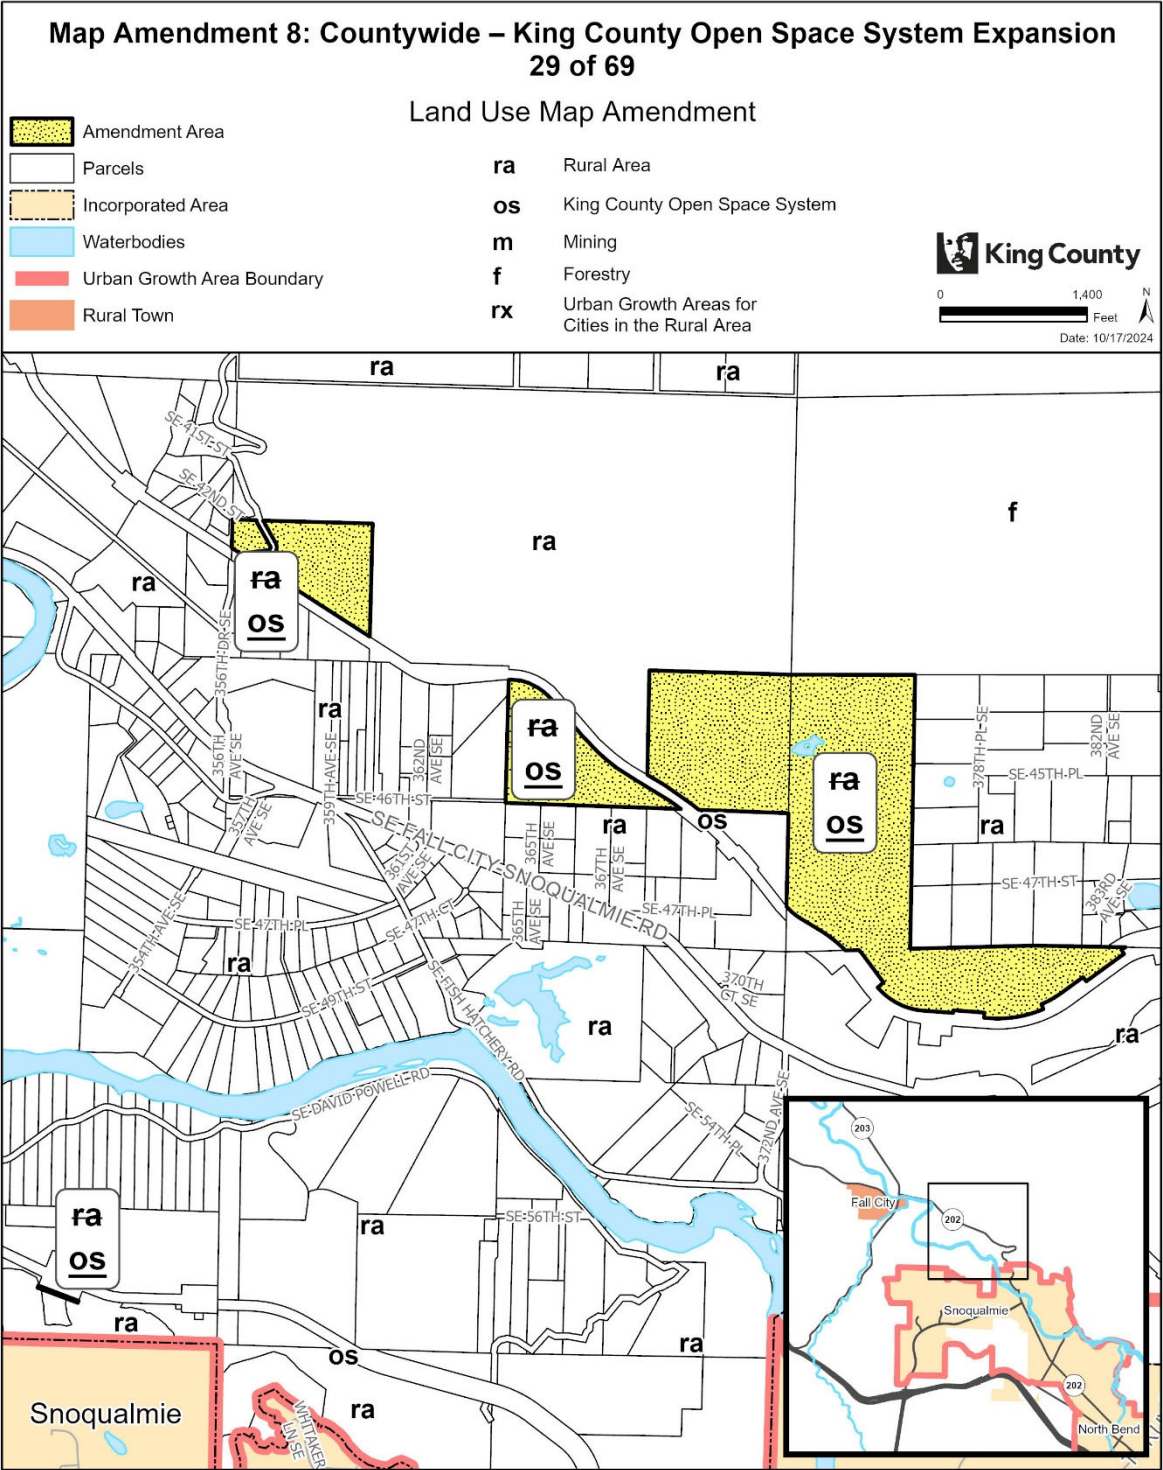 Map Amendment 8: Countywide – King County Open Space System Expansion
29 of 69
Land Use Map Amendment
Amendment Area
Parcels
Incorporated Area
Waterbodies
Urban Growth Area Boundary
Rural Town
ra Rural Area
os King County Open Space System
m Mining
f Forestry
rx Urban Growth Areas for
Cities in the Rural Area
King County
0 1,400
Feet
N
Date: 10/17/2024
ra
ra
SE 41ST ST
SE 42ND ST
f
ra
ra
ra
os
356TH DR SE
ra
356TH
AVE SE
359TH AVE SE
362ND
AVE SE
ra
os
ra
os
378TH PL SE
382ND
AVE SE
SE 45TH PL
SE 46TH ST
357TH
AVE SE
SE FALL CITY-SNOQUALMIE RD
361ST
AVE SE
365TH
AVE SE
ra
367TH
AVE SE
os
ra
SE 47TH ST
383RD
AVE SE
354TH AVE SE
SE 47TH PL
SE 47TH CT
365TH
AVE SE
SE 47TH PL
ra
SE 49TH ST
SE FISH HATCHERY RD
370TH
CT SE
ra
ra
SE DAVID POWELL RD
SE 54TH PL
372ND AVE SE
ra
os
ra
SE 56TH ST
ra
os
ra
ra
Snoqualmie
WHITAKER
LN SE
203
Fall City
202
Snoqualmie
202
North Bend